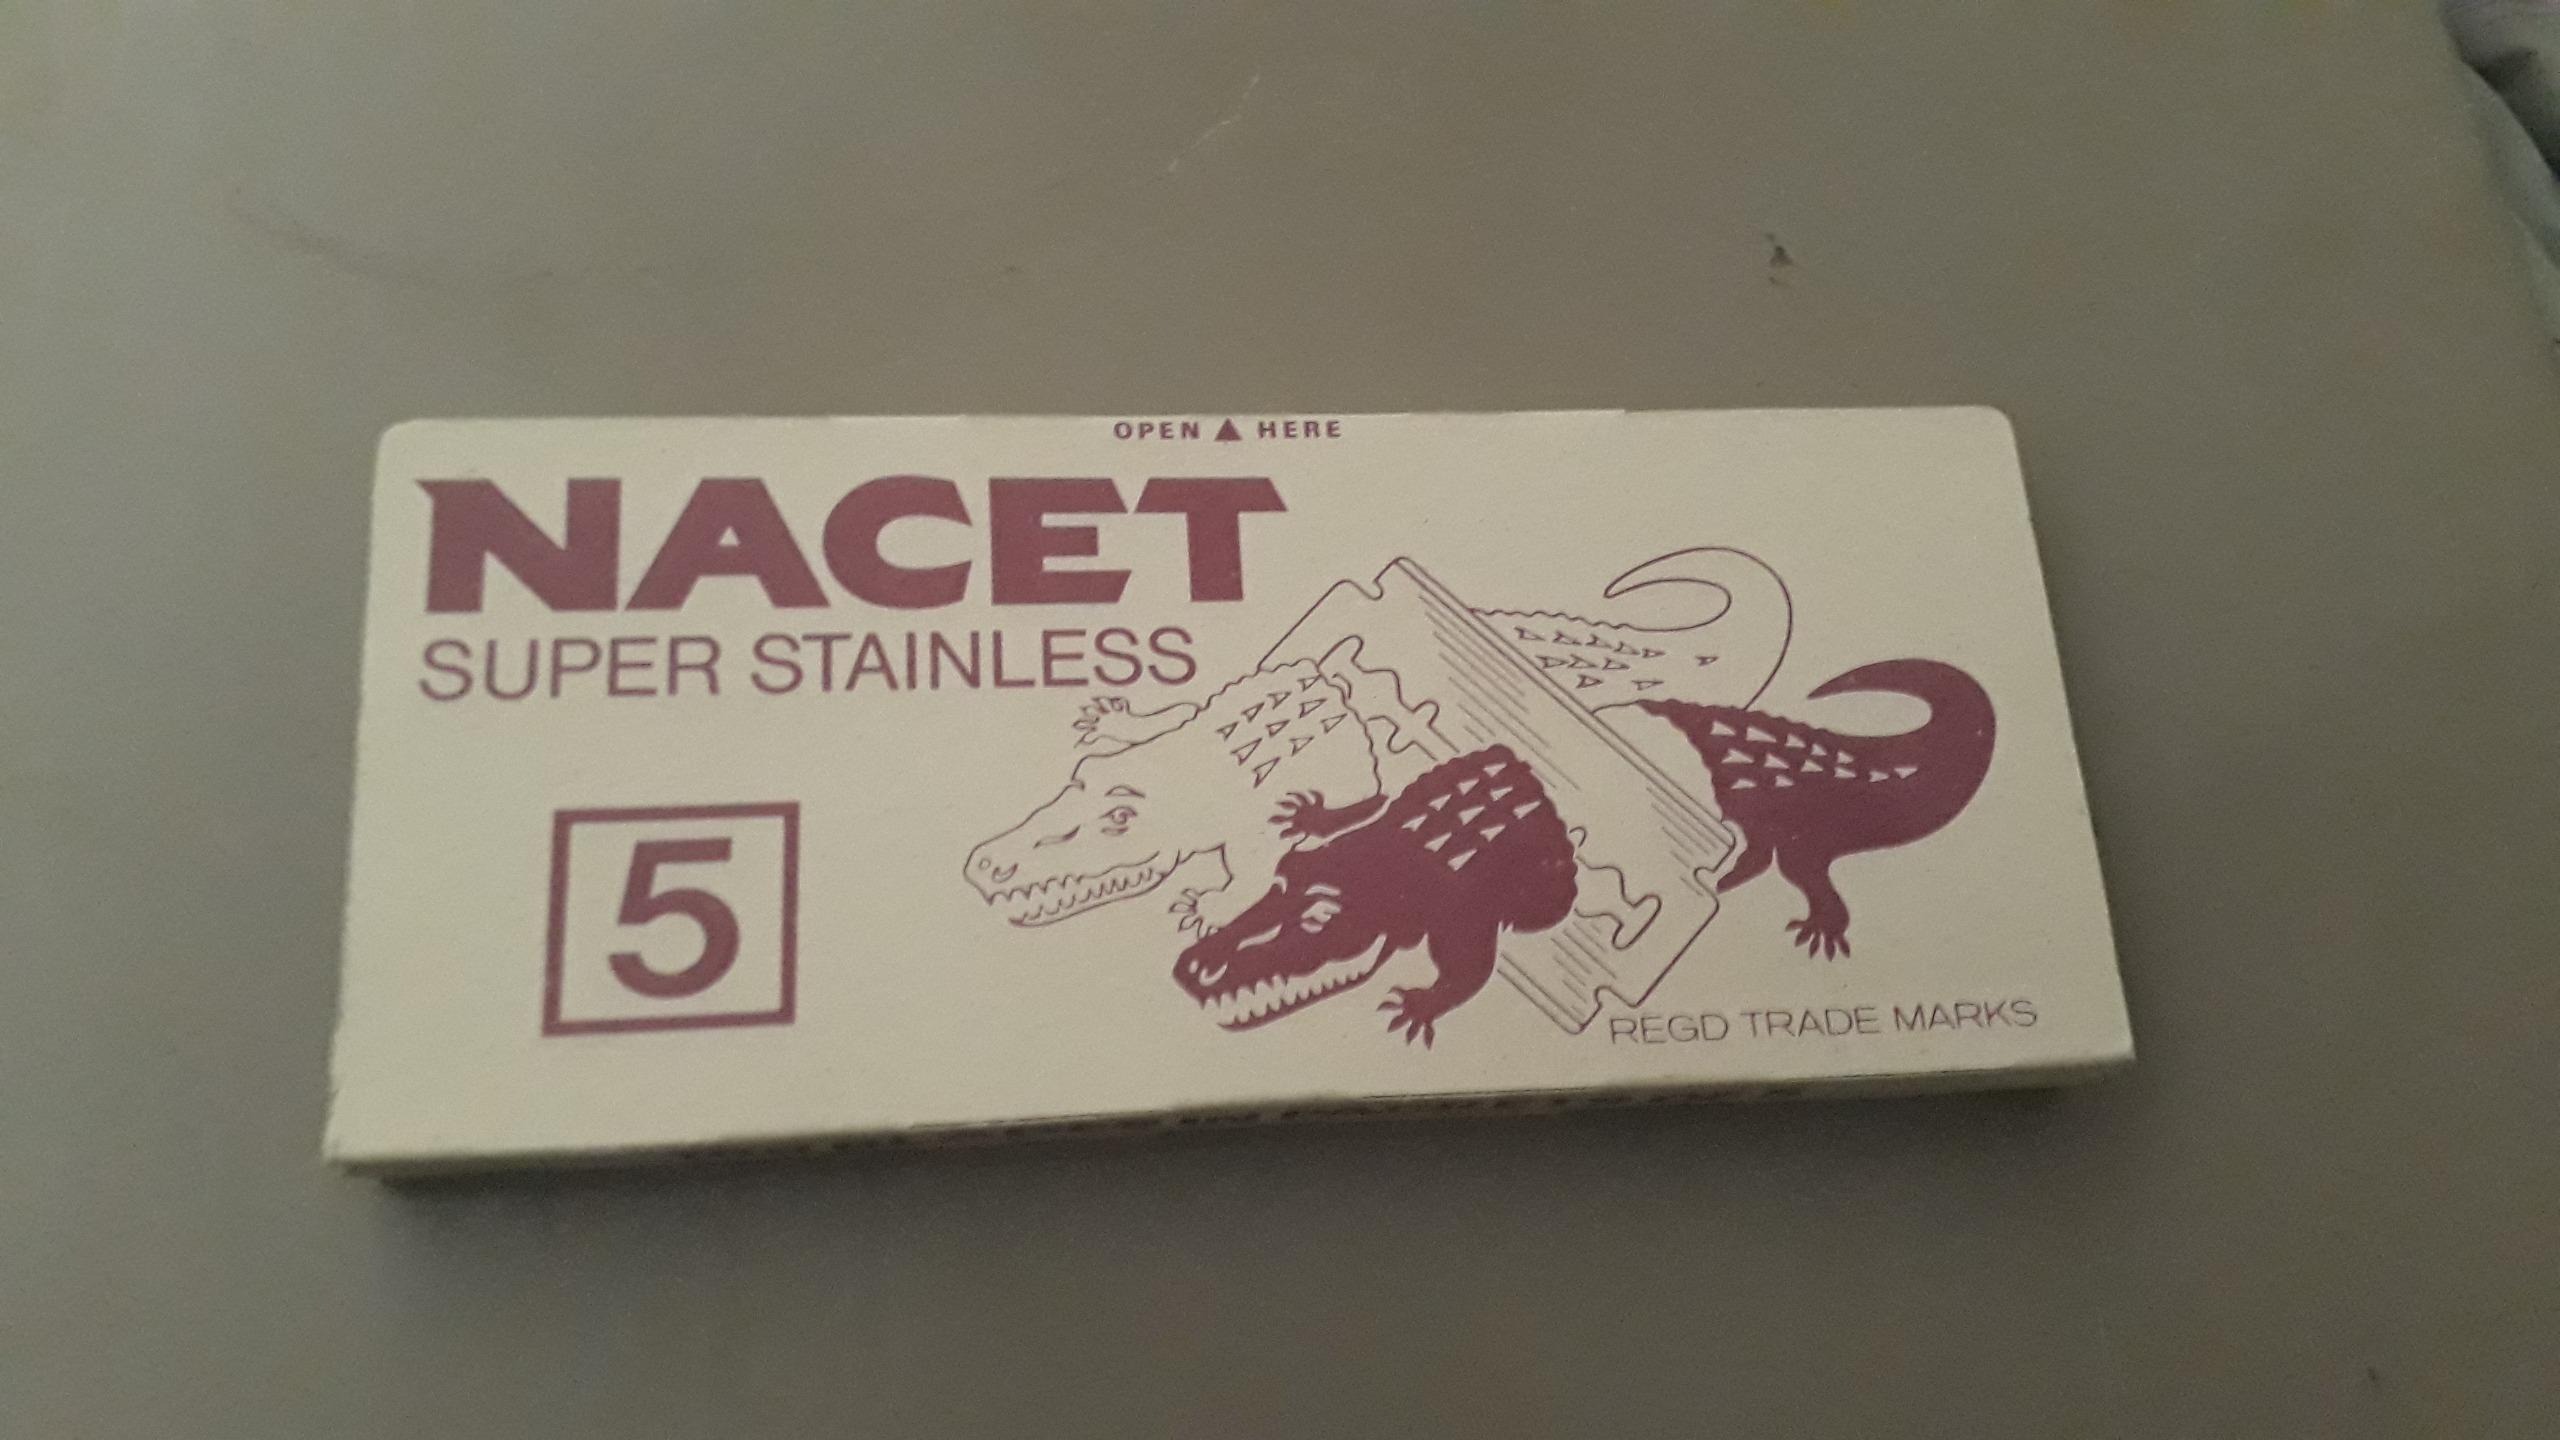 OPEN ▲ HERE
NACET
SUPER STAINLESS
5
REGD TRADE MARKS